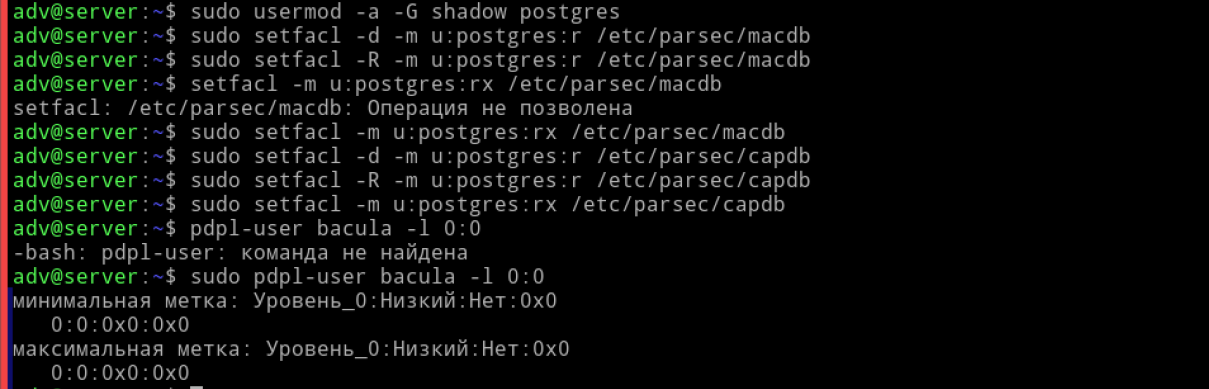 adv@server:~$ sudo usermod -a -G shadow postgres
adv@server:~$ sudo setfacl -d -m u:postgres:r /etc/parsec/macdb
adv@server:~$ sudo setfacl -R -m u:postgres:r /etc/parsec/macdb
adv@server:~$ setfacl -m u:postgres:rx /etc/parsec/macdb
setfacl: /etc/parsec/macdb: Операция не позволена
adv@server:~$ sudo setfacl -m u:postgres:rx /etc/parsec/macdb
adv@server:~$ sudo setfacl -d -m u:postgres:r /etc/parsec/capdb
adv@server:~$ sudo setfacl -R -m u:postgres:r /etc/parsec/capdb
adv@server:~$ sudo setfacl -m u:postgres:rx /etc/parsec/capdb
adv@server:~$ pdpl-user bacula -l 0:0
-bash: pdpl-user: команда не найдена
adv@server:~$ sudo pdpl-user bacula -l 0:0
минимальная метка: Уровень_0:Низкий:Нет:0x0
   0:0:0x0:0x0
максимальная метка: Уровень_0:Низкий:Нет:0x0
   0:0:0x0:0x0